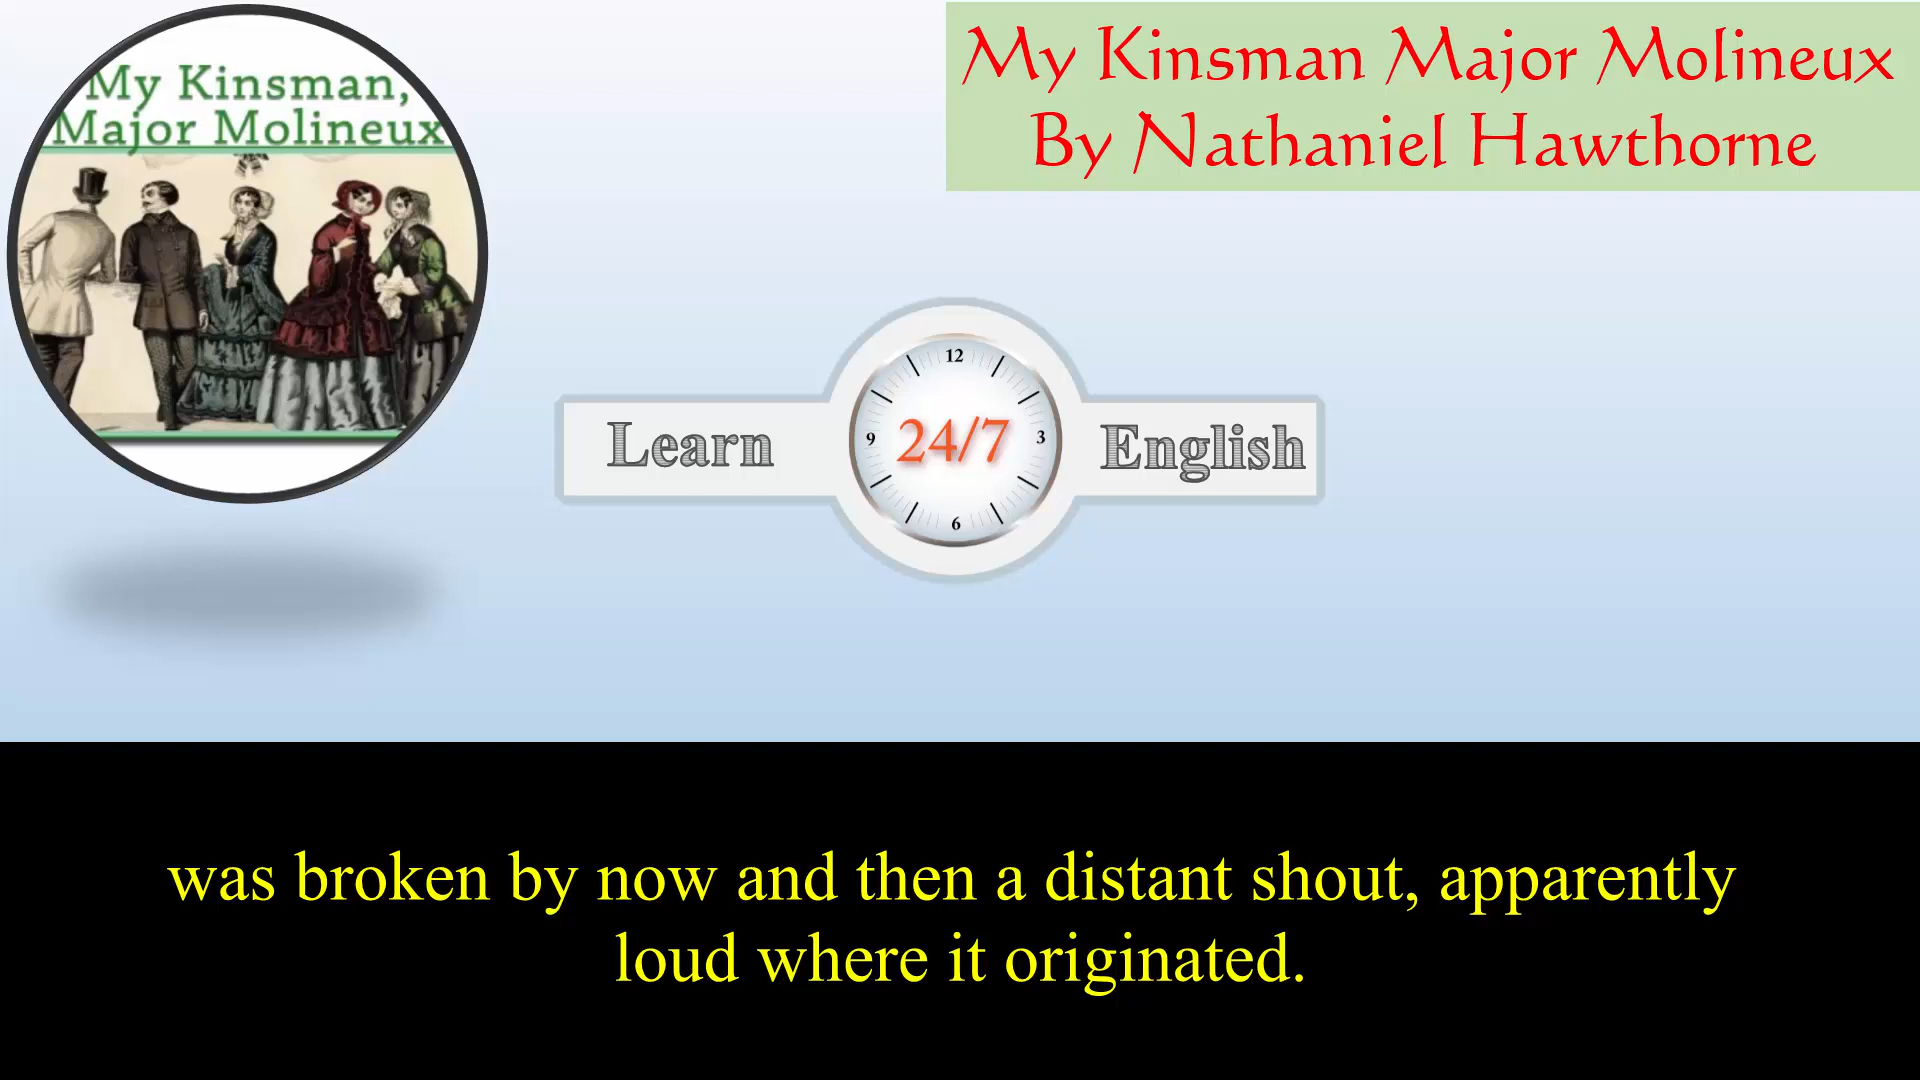 My Kinsman,
Major Molineux
My Kinsman Major Molineux
By Nathaniel Hawthorne
12
9
3
6
Learn 24/7 English
was broken by now and then a distant shout, apparently
loud where it originated.